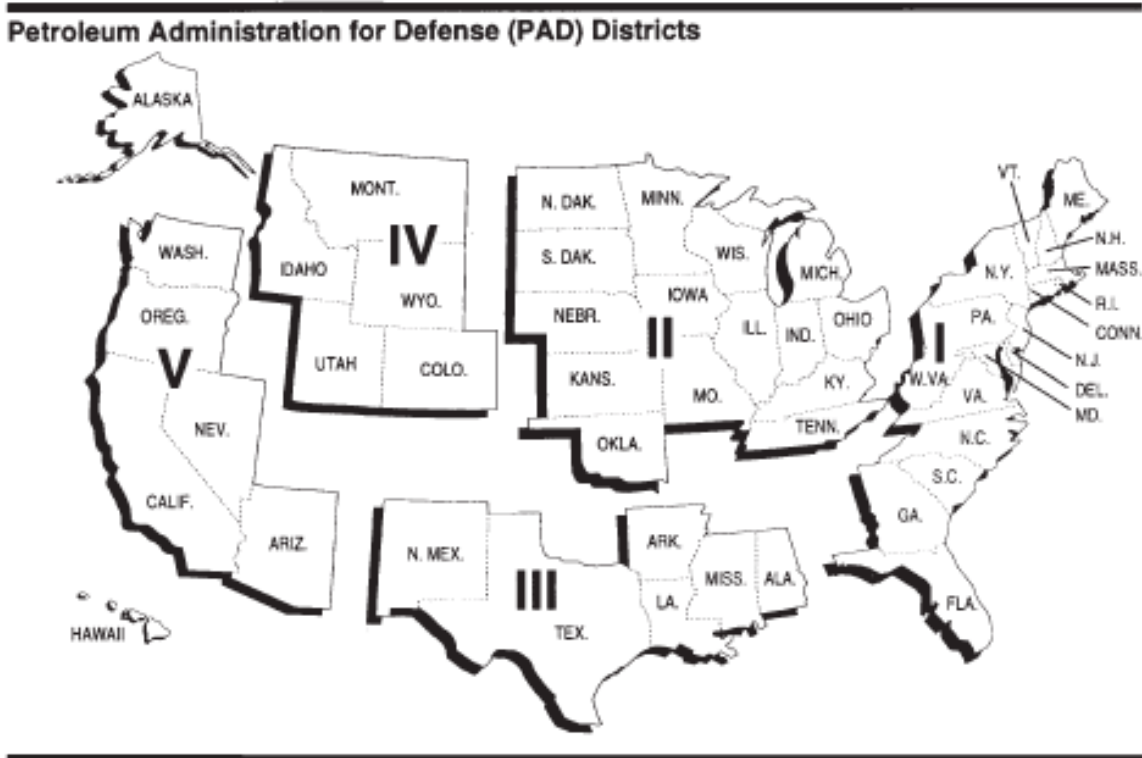 Petroleum Administration for Defense (PAD) Districts
ALASKA
WASH.
OREG.
V
NEV.
CALIF.
ARIZ.
HAWAII
MONT.
IV
IDAHO
WYO.
UTAH
COLO.
N. DAK.
MINN.
S. DAK.
WIS.
MICH.
NEBR.
IOWA
II
ILL.
IND.
OHIO
KANS.
MO.
KY.
OKLA.
TENN.
N. MEX.
III
TEX.
ARK.
LA.
MISS.
ALA.
VT.
ME.
N.H.
N.Y.
MASS.
R.I.
PA.
I
CONN.
N.J.
W.VA.
VA.
DEL.
MD.
N.C.
S.C.
GA.
FLA.